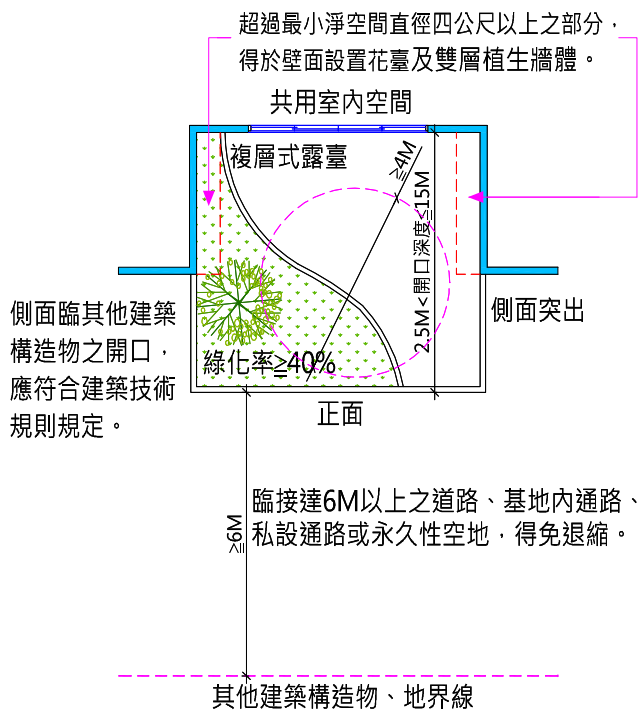 超過最小淨空間直徑四公尺以上之部分，
得於壁面設置花臺及雙層植生牆體。
共用室內空間
複層式露臺
≥4M
2.5M<開口深度≤15M
側面臨其他建築
構造物之開口，
應符合建築技術
規則規定。
側面突出
綠化率≥40%
正面
≥6M
臨接達6M以上之道路、基地內通路、
私設通路或永久性空地，得免退縮。
其他建築構造物、地界線